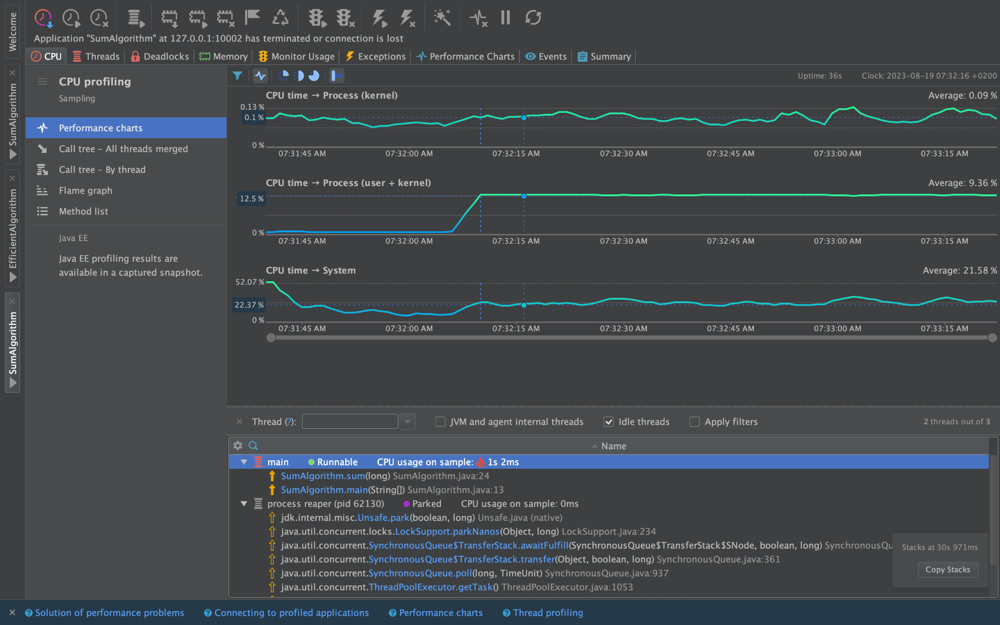 Welcome
SumAlgorithm
EfficientAlgorithm
SumAlgorithm
Application "SumAlgorithm" at 127.0.0.1:10002 has terminated or connection is lost
CPU Threads Deadlocks Memory Monitor Usage Exceptions Performance Charts Events Summary
CPU profiling
Sampling
Performance charts
Call tree – All threads merged
Call tree – By thread
Flame graph
Method list
Java EE
Java EE profiling results are
available in a captured snapshot.
Uptime: 36s Clock: 2023-08-19 07:32:16 +0200
CPU time → Process (kernel) Average: 0.09 %
0.13 %
0.1 %
0 %
07:31:45 AM 07:32:00 AM 07:32:15 AM 07:32:30 AM 07:32:45 AM 07:33:00 AM 07:33:15 AM
CPU time → Process (user + kernel) Average: 9.36 %
12.5 %
0 %
07:31:45 AM 07:32:00 AM 07:32:15 AM 07:32:30 AM 07:32:45 AM 07:33:00 AM 07:33:15 AM
CPU time → System Average: 21.58 %
52.07 %
22.37 %
0 %
07:31:45 AM 07:32:00 AM 07:32:15 AM 07:32:30 AM 07:32:45 AM 07:33:00 AM 07:33:15 AM
Thread (?): JVM and agent internal threads Idle threads Apply filters 2 threads out of 3
Name
main Runnable CPU usage on sample: 1s 2ms
SumAlgorithm.sum(long) SumAlgorithm.java:24
SumAlgorithm.main(String[]) SumAlgorithm.java:13
process reaper (pid 62130) Parked CPU usage on sample: 0ms
jdk.internal.misc.Unsafe.park(boolean, long) Unsafe.java (native)
java.util.concurrent.locks.LockSupport.parkNanos(Object, long) LockSupport.java:234
java.util.concurrent.SynchronousQueue$TransferStack.awaitFulfill(SynchronousQueue$TransferStack$SNode, boolean, long) SynchronousQu
java.util.concurrent.SynchronousQueue$TransferStack.transfer(Object, boolean, long) SynchronousQueue.java:361
java.util.concurrent.SynchronousQueue.poll(long, TimeUnit) SynchronousQueue.java:937
java.util.concurrent.ThreadPoolExecutor.getTask() ThreadPoolExecutor.java:1053
Stacks at 30s 971ms
Copy Stacks
Solution of performance problems Connecting to profiled applications Performance charts Thread profiling